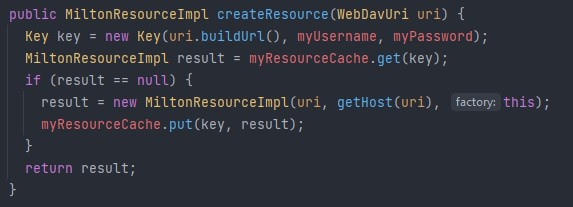 public MiltonResourceImpl createResource(WebDavUri uri) {
Key key = new Key(uri.buildUrl(), myUsername, myPassword);
MiltonResourceImpl result = myResourceCache.get(key);
if (result == null) {
result = new MiltonResourceImpl(uri, getHost(uri), factory: this);
myResourceCache.put(key, result);
}
return result;
}